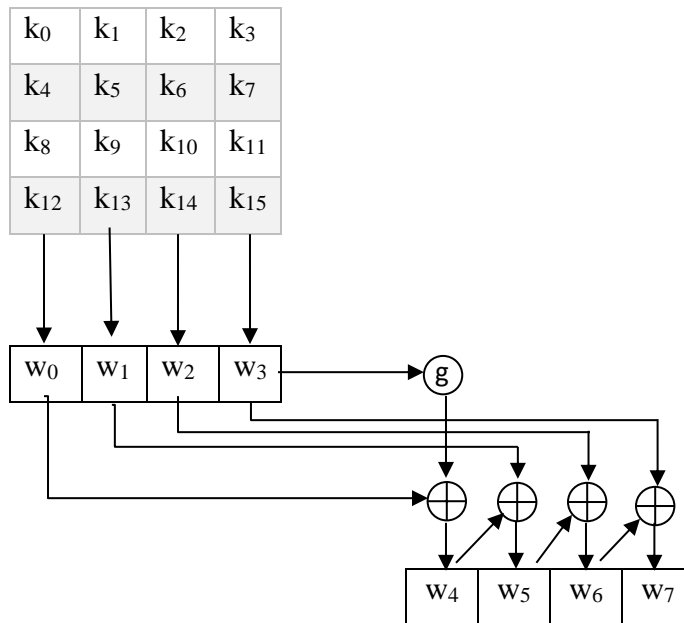 k₀ k₁ k₂ k₃
k₄ k₅ k₆ k₇
k₈ k₉ k₁₀ k₁₁
k₁₂ k₁₃ k₁₄ k₁₅
w₀ w₁ w₂ w₃ g
w₄ w₅ w₆ w₇